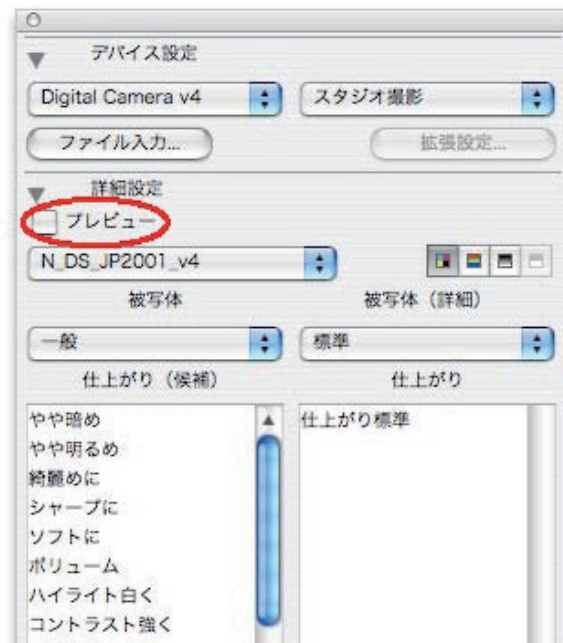 デバイス設定
Digital Camera v4 スタジオ撮影
ファイル入力... 拡張設定...
詳細設定
プレビュー
N_DS_JP2001_v4
被写体 被写体（詳細）
一般 標準
仕上がり（候補） 仕上がり
やや暗め 仕上がり標準
やや明るめ
綺麗めに
シャープに
ソフトに
ボリューム
ハイライト白く
コントラスト強く